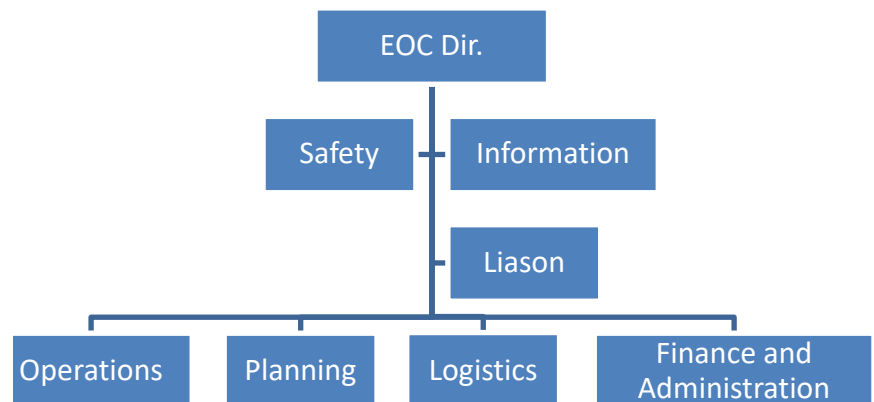 EOC Dir.
Safety
Information
Liason
Operations
Planning
Logistics
Finance and
Administration